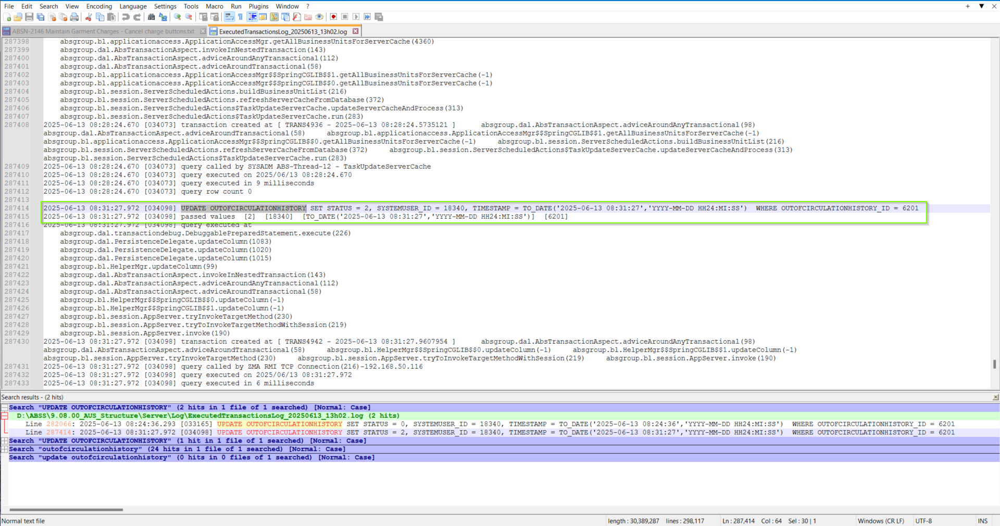 File Edit Search View Encoding Language Settings Tools Macro Run Plugins Window ?
ABSN-2146 Maintain Garment Charges - Cancel charge buttons.txt ExecutedTransactionsLog_20250613_13h02.log
287398 absgroup.bl.applicationaccess.ApplicationAccessMgr.getAllBusinessUnitsForServerCache(4360)
287399 absgroup.dal.AbsTransactionAspect.invokeInNestedTransaction(143)
287400 absgroup.dal.AbsTransactionAspect.adviceAroundAnyTransactional(112)
287401 absgroup.dal.AbsTransactionAspect.adviceAroundTransactional(58)
287402 absgroup.bl.applicationaccess.ApplicationAccessMgr$$SpringCGLIB$$1.getAllBusinessUnitsForServerCache(-1)
287403 absgroup.bl.applicationaccess.ApplicationAccessMgr$$SpringCGLIB$$0.getAllBusinessUnitsForServerCache(-1)
287404 absgroup.bl.session.ServerScheduledActions.buildBusinessUnitList(216)
287405 absgroup.bl.session.ServerScheduledActions.refreshServerCacheFromDatabase(372)
287406 absgroup.bl.session.ServerScheduledActions$TaskUpdateServerCache.updateServerCacheAndProcess(313)
287407 absgroup.bl.session.ServerScheduledActions$TaskUpdateServerCache.run(283)
287408 2025-06-13 08:28:24.670 [034073] transaction created at [ TRANS4936 - 2025-06-13 08:28:24.5735121 ] absgroup.dal.AbsTransactionAspect.adviceAroundAnyTransactional(98)
absgroup.dal.AbsTransactionAspect.adviceAroundTransactional(58) absgroup.bl.applicationaccess.ApplicationAccessMgr$$SpringCGLIB$$1.getAllBusinessUnitsForServerCache(-1)
absgroup.bl.applicationaccess.ApplicationAccessMgr$$SpringCGLIB$$0.getAllBusinessUnitsForServerCache(-1) absgroup.bl.session.ServerScheduledActions.buildBusinessUnitList(216)
absgroup.bl.session.ServerScheduledActions.refreshServerCacheFromDatabase(372) absgroup.bl.session.ServerScheduledActions$TaskUpdateServerCache.updateServerCacheAndProcess(313)
absgroup.bl.session.ServerScheduledActions$TaskUpdateServerCache.run(283)
287409 2025-06-13 08:28:24.670 [034073] query called by SYSADM ABS-Thread-12 - TaskUpdateServerCache
287410 2025-06-13 08:28:24.670 [034073] query executed on 2025/06/13 08:28:24.670
287411 2025-06-13 08:28:24.670 [034073] query executed in 9 milliseconds
287412 2025-06-13 08:28:24.670 [034073] query row count 0
287413
287414 2025-06-13 08:31:27.972 [034098] UPDATE OUTOFCIRCULATIONHISTORY SET STATUS = 2, SYSTEMUSER_ID = 18340, TIMESTAMP = TO_DATE('2025-06-13 08:31:27','YYYY-MM-DD HH24:MI:SS') WHERE OUTOFCIRCULATIONHISTORY_ID = 6201
287415 2025-06-13 08:31:27.972 [034098] passed values [2] [18340] [TO_DATE('2025-06-13 08:31:27','YYYY-MM-DD HH24:MI:SS')] [6201]
287416 2025-06-13 08:31:27.972 [034098] query executed at
287417 absgroup.dal.transactiondebug.DebuggablePreparedStatement.execute(226)
287418 absgroup.dal.PersistenceDelegate.updateColumn(1083)
287419 absgroup.dal.PersistenceDelegate.updateColumn(1020)
287420 absgroup.dal.PersistenceDelegate.updateColumn(1015)
287421 absgroup.bl.HelperMgr.updateColumn(99)
287422 absgroup.dal.AbsTransactionAspect.invokeInNestedTransaction(143)
287423 absgroup.dal.AbsTransactionAspect.adviceAroundAnyTransactional(112)
287424 absgroup.dal.AbsTransactionAspect.adviceAroundTransactional(58)
287425 absgroup.bl.HelperMgr$$SpringCGLIB$$0.updateColumn(-1)
287426 absgroup.bl.HelperMgr$$SpringCGLIB$$1.updateColumn(-1)
287427 absgroup.bl.session.AppServer.tryInvokeTargetMethod(230)
287428 absgroup.bl.session.AppServer.tryToInvokeTargetMethodWithSession(219)
287429 absgroup.bl.session.AppServer.invoke(190)
287430 2025-06-13 08:31:27.972 [034098] transaction created at [ TRANS4942 - 2025-06-13 08:31:27.9607954 ] absgroup.dal.AbsTransactionAspect.adviceAroundAnyTransactional(98)
absgroup.dal.AbsTransactionAspect.adviceAroundTransactional(58) absgroup.bl.HelperMgr$$SpringCGLIB$$0.updateColumn(-1) absgroup.bl.HelperMgr$$SpringCGLIB$$1.updateColumn(-1)
absgroup.bl.session.AppServer.tryInvokeTargetMethod(230) absgroup.bl.session.AppServer.tryToInvokeTargetMethodWithSession(219) absgroup.bl.session.AppServer.invoke(190)
287431 2025-06-13 08:31:27.972 [034098] query called by ZMA RMI TCP Connection(216)-192.168.50.116
287432 2025-06-13 08:31:27.972 [034098] query executed on 2025/06/13 08:31:27.972
287433 2025-06-13 08:31:27.972 [034098] query executed in 6 milliseconds
Search results - (2 hits)
Search "UPDATE OUTOFCIRCULATIONHISTORY" (2 hits in 1 file of 1 searched) [Normal: Case]
D:\ABSS\9.08.00_AUS_Structure\Server\Log\ExecutedTransactionsLog_20250613_13h02.log (2 hits)
Line 282066: 2025-06-13 08:24:36.293 [033165] UPDATE OUTOFCIRCULATIONHISTORY SET STATUS = 0, SYSTEMUSER_ID = 18340, TIMESTAMP = TO_DATE('2025-06-13 08:24:36','YYYY-MM-DD HH24:MI:SS') WHERE OUTOFCIRCULATIONHISTORY_ID = 6201
Line 287414: 2025-06-13 08:31:27.972 [034098] UPDATE OUTOFCIRCULATIONHISTORY SET STATUS = 2, SYSTEMUSER_ID = 18340, TIMESTAMP = TO_DATE('2025-06-13 08:31:27','YYYY-MM-DD HH24:MI:SS') WHERE OUTOFCIRCULATIONHISTORY_ID = 6201
Search "UPDATE OUTOFCIRCULATIONHISTORY" (1 hit in 1 file of 1 searched) [Normal: Case]
Search "outofcirculationhistory" (24 hits in 1 file of 1 searched) [Normal: Case]
Search "update outofcirculationhistory" (0 hits in 0 files of 1 searched) [Normal: Case]
Normal text file length : 30,389,287 lines : 298,117 Ln : 287,414 Col : 64 Sel : 30 | 1 Windows (CR LF) UTF-8 INS